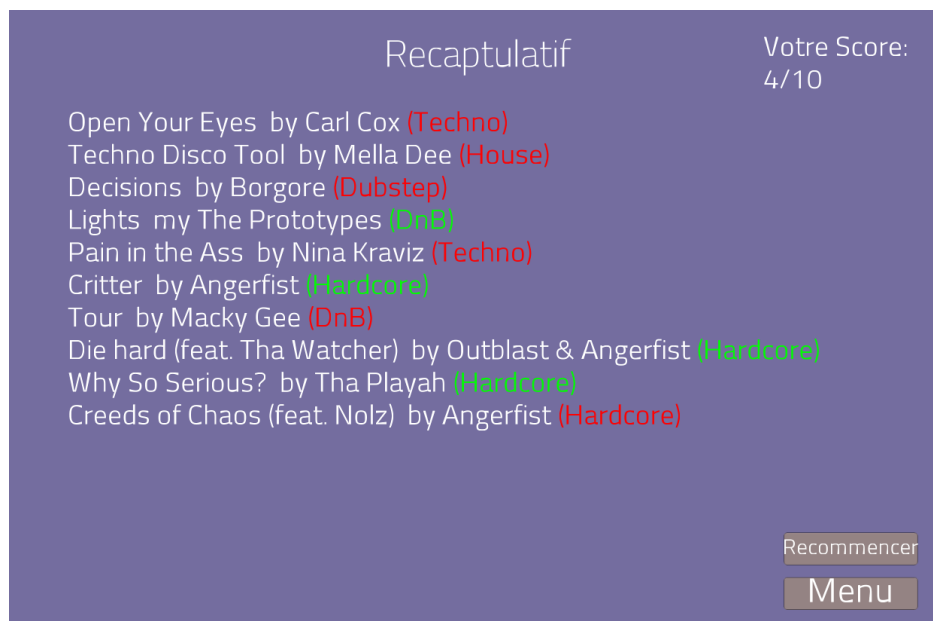 Recaptulatif
Votre Score:
4/10
Open Your Eyes by Carl Cox (Techno)
Techno Disco Tool by Mella Dee (House)
Decisions by Borgore (Dubstep)
Lights my The Prototypes (DnB)
Pain in the Ass by Nina Kraviz (Techno)
Critter by Angerfist (Hardcore)
Tour by Macky Gee (DnB)
Die hard (feat. Tha Watcher) by Outblast & Angerfist (Hardcore)
Why So Serious? by Tha Playah (Hardcore)
Creeds of Chaos (feat. Nolz) by Angerfist (Hardcore)
Recommencer
Menu